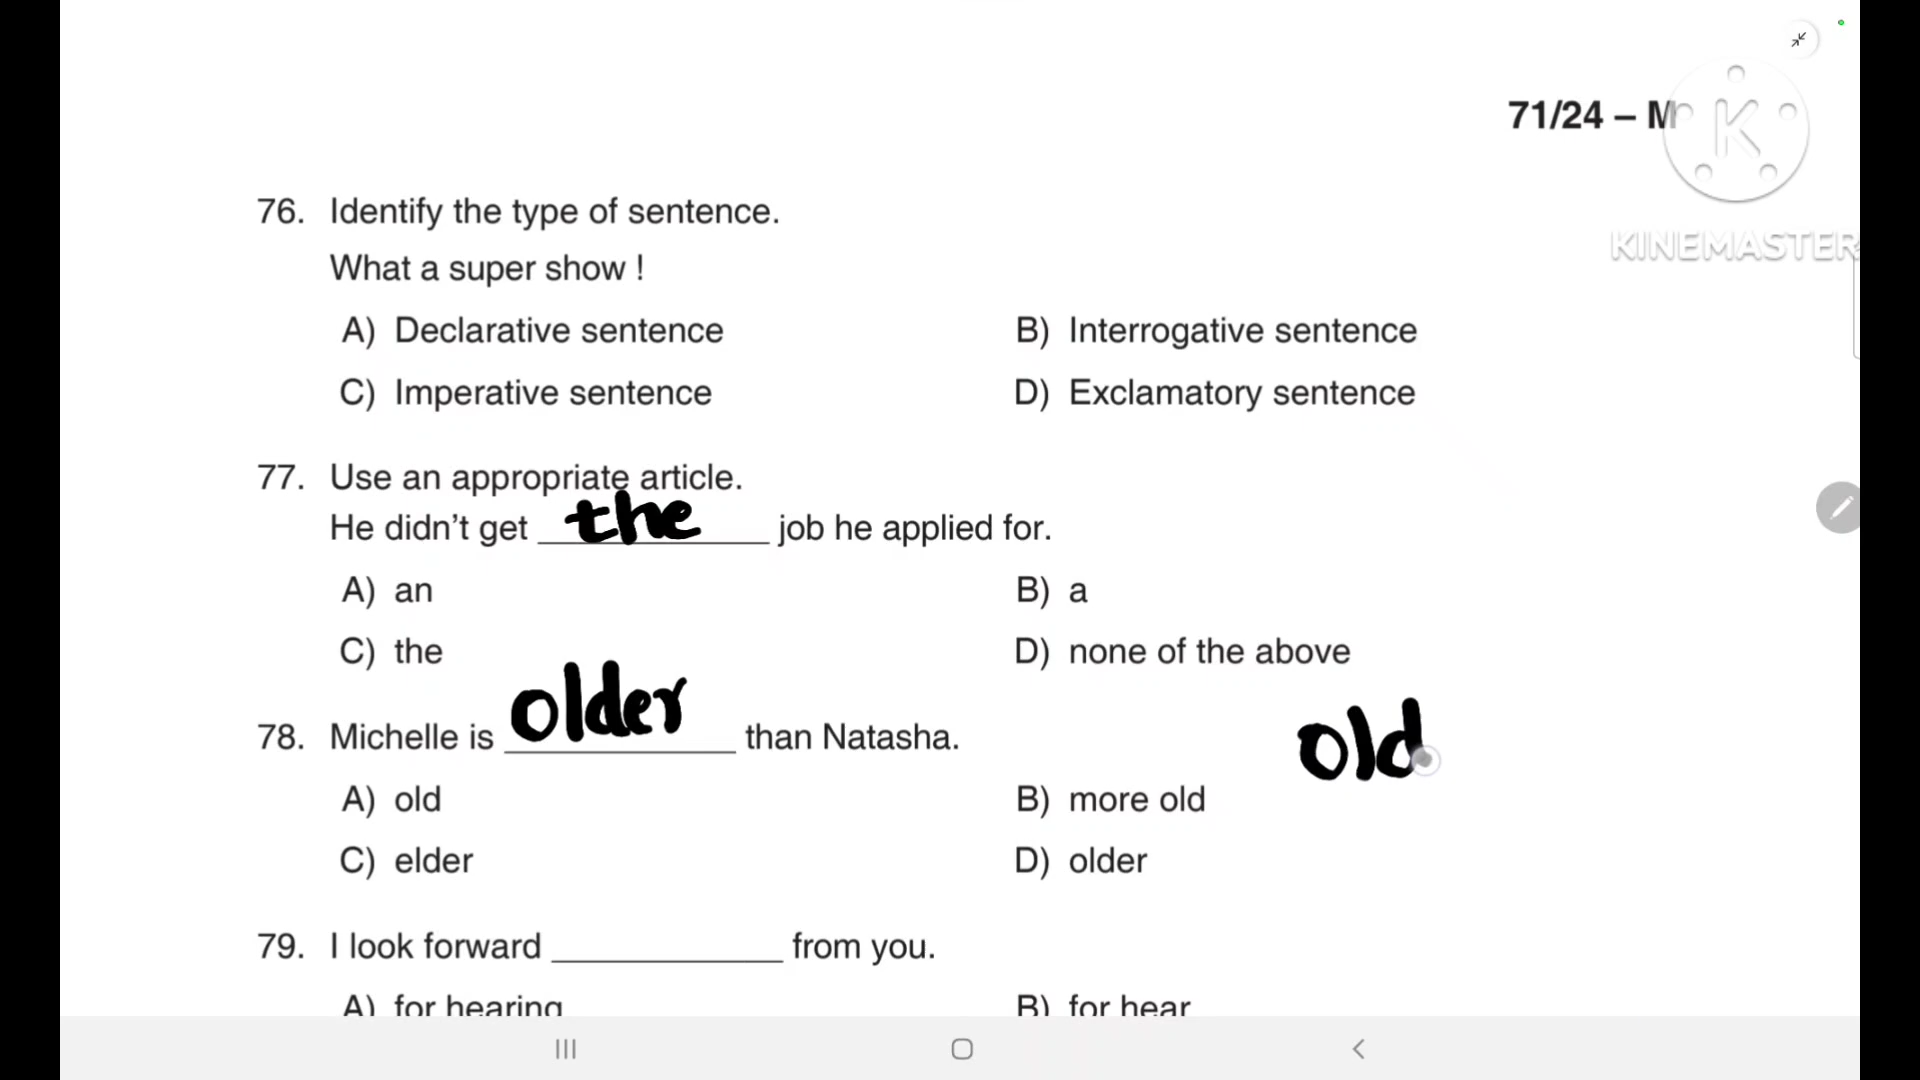 71/24 – M
KINEMASTER
76. Identify the type of sentence.
What a super show !
A) Declarative sentence B) Interrogative sentence
C) Imperative sentence D) Exclamatory sentence
77. Use an appropriate article.
He didn't get the job he applied for.
A) an B) a
C) the D) none of the above
78. Michelle is older than Natasha.
old
A) old B) more old
C) elder D) older
79. I look forward ____________ from you.
A) for hearing B) for hear